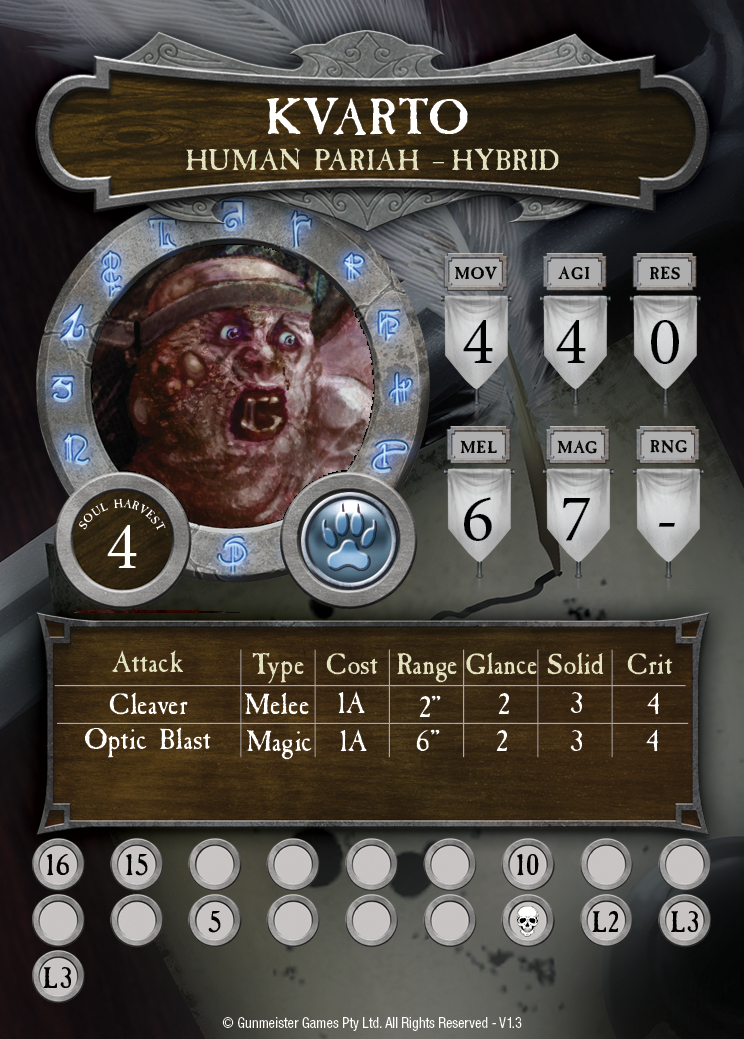 KVARTO
HUMAN PARIAH – HYBRID
MOV AGI RES
4 4 0
MEL MAG RNG
6 7 -
SOUL HARVEST
4
Attack Type Cost Range Glance Solid Crit
Cleaver Melee 1A 2” 2 3 4
Optic Blast Magic 1A 6” 2 3 4
16 15 10
5 L2 L3
L3
© Gunmeister Games Pty Ltd. All Rights Reserved - V1.3